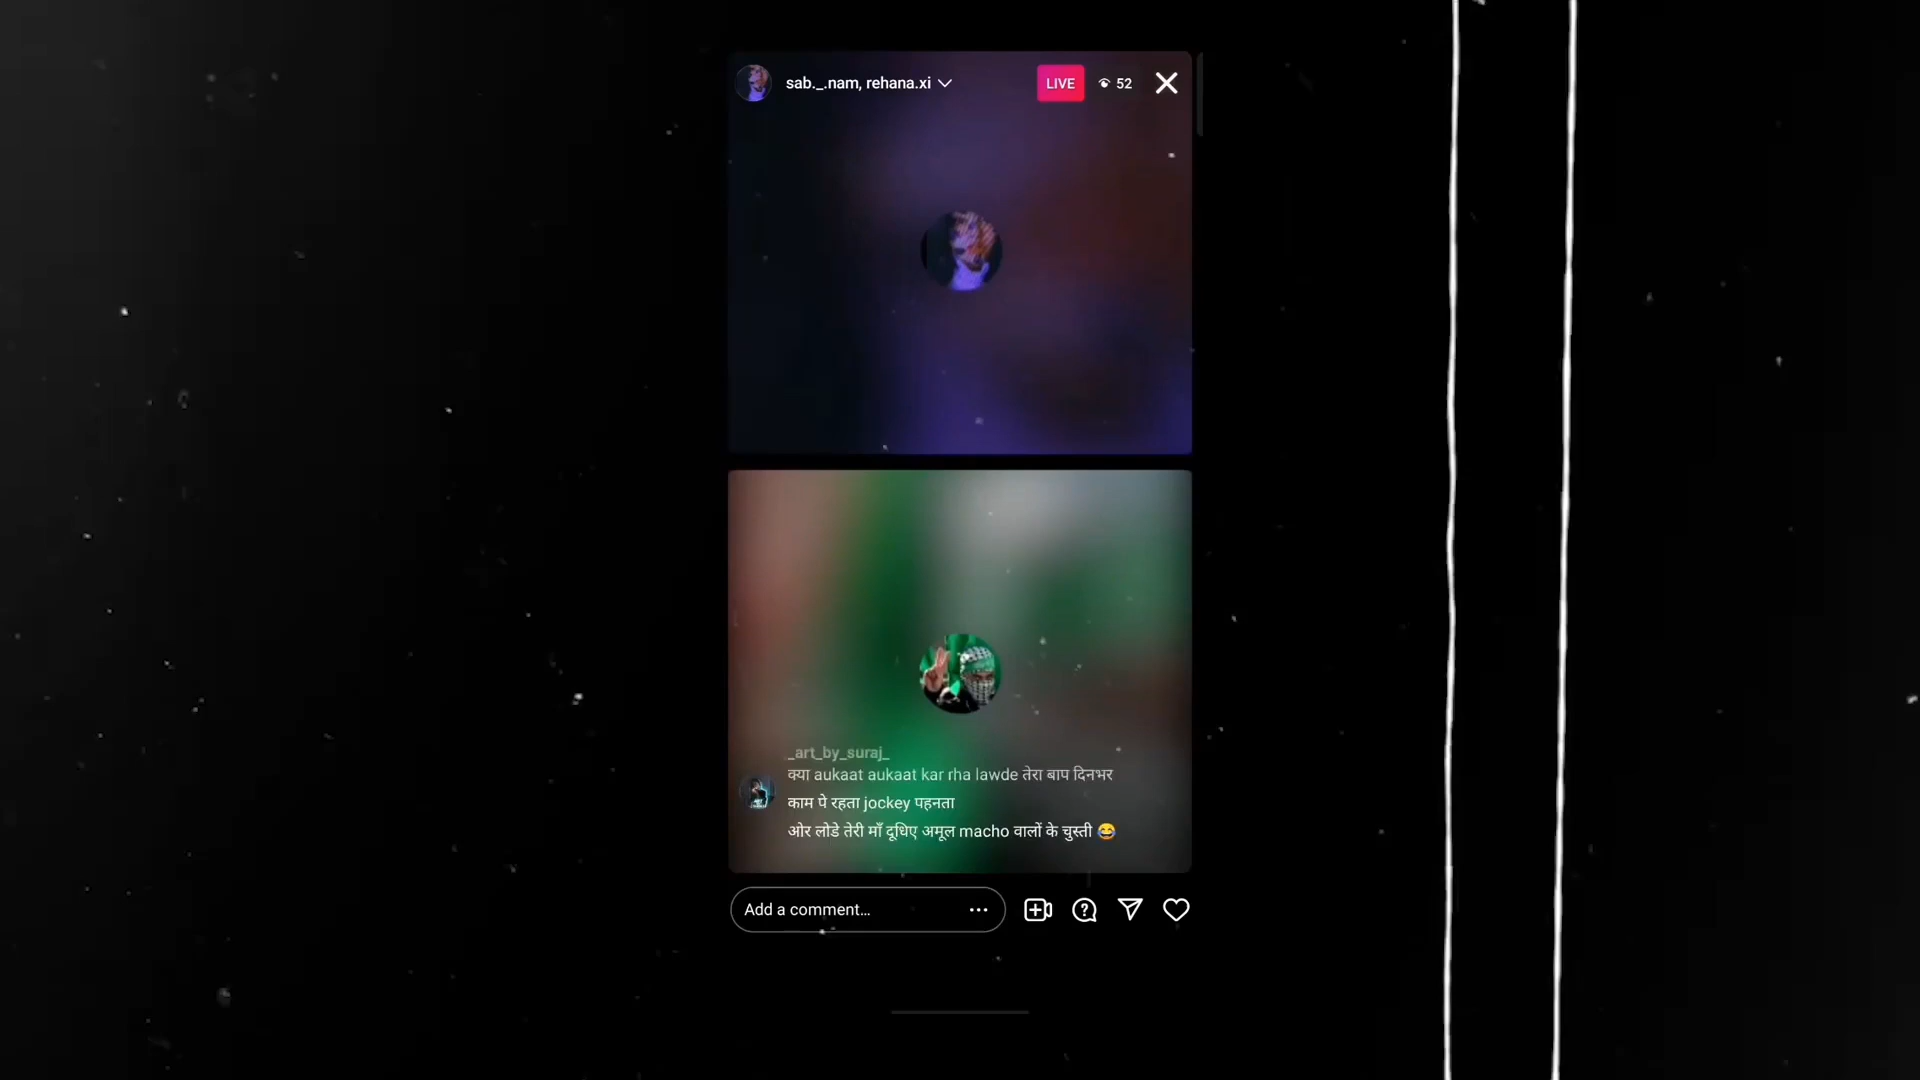 sab._.nam, rehana.xi
LIVE
52
_art_by_suraj_
क्या aukaat aukaat kar rha lawde तेरा बाप दिनभर
काम पे रहता jockey पहनता
ओर लोडे तेरी माँ दूधिए अमूल macho वालों के चुस्ती 😂
Add a comment...